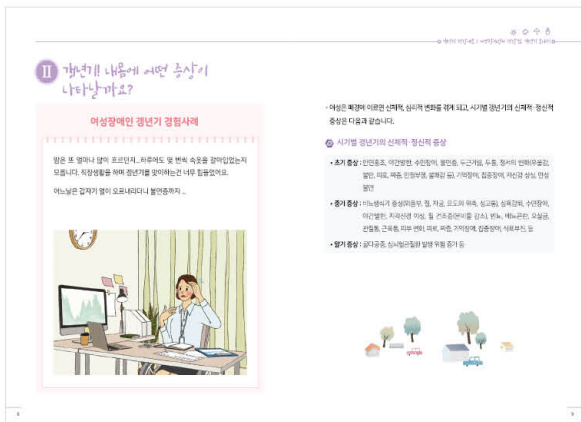 II 갱년기! 내몸에 어떤 증상이
나타날까요?
여성장애인 갱년기 경험사례
땀은 또 얼마나 많이 흐르던지...하루에도 몇 번씩 속옷을 갈아입었는지
모릅니다. 직장생활을 하며 갱년기를 맞이하는건 너무 힘들었어요.
어느날은 갑자기 열이 오르내리더니 불면증까지 ...
- 여성은 폐경에 이르면 신체적, 심리적 변화를 겪게 되고, 시기별 갱년기의 신체적·정신적
증상은 다음과 같습니다.
시기별 갱년기의 신체적·정신적 증상
• 초기 증상 : 안면홍조, 야간발한, 수면장애, 불면증, 두근거림, 두통, 정서의 변화(우울감,
불안, 피로, 짜증, 신경과민, 불쾌감 등), 기억장애, 집중장애, 자신감 상실, 만성
불면
• 중기 증상 : 비뇨생식기 증상(외음부, 질, 자궁, 요도의 위축, 성교통), 성욕감퇴, 수면장애,
야간발한, 지각신경 이상, 질 건조증(분비물 감소), 빈뇨, 배뇨곤란, 요실금,
관절통, 근육통, 피부 변화, 피로, 짜증, 기억장애, 집중장애, 식욕부진, 등
• 말기 증상 : 골다공증, 심뇌혈관질환 발생 위험 증가 등